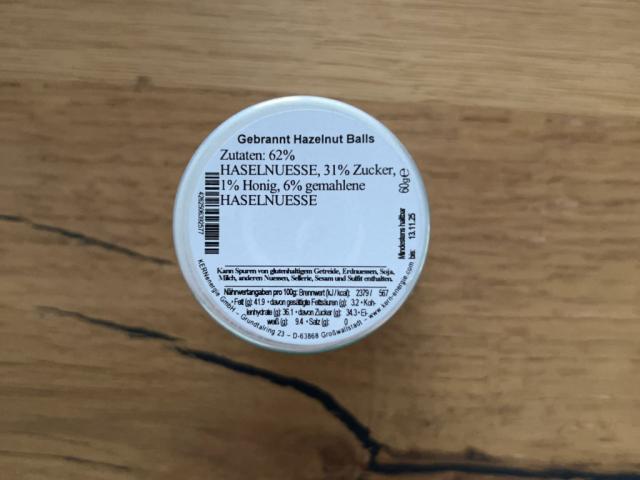 Gebrannt Hazelnut Balls
Zutaten: 62%
HASELNUESSE, 31% Zucker,
1% Honig, 6% gemahlene
HASELNUESSE
60g e
Mindestens haltbar
bis: 13.11.25
Kann Spuren von glutenhaltigem Getreide, Erdnuessen, Soja,
Milch, anderen Nuessen, Sellerie, Sesam und Sulfit enthalten.
Nährwertangaben pro 100g: Brennwert (kJ/kcal): 2379/ 567
• Fett (g): 41.9 • davon gesättigte Fettsäuren (g): 3.2 • Koh-
lenhydrate (g): 36.1 • davon Zucker (g): 34.3 • Ei-
weiß (g): 9.4 • Salz (g): 0
KERNenergie GmbH – Grundtalring 23 – D-63868 Großwallstadt – www.kern-energie.com